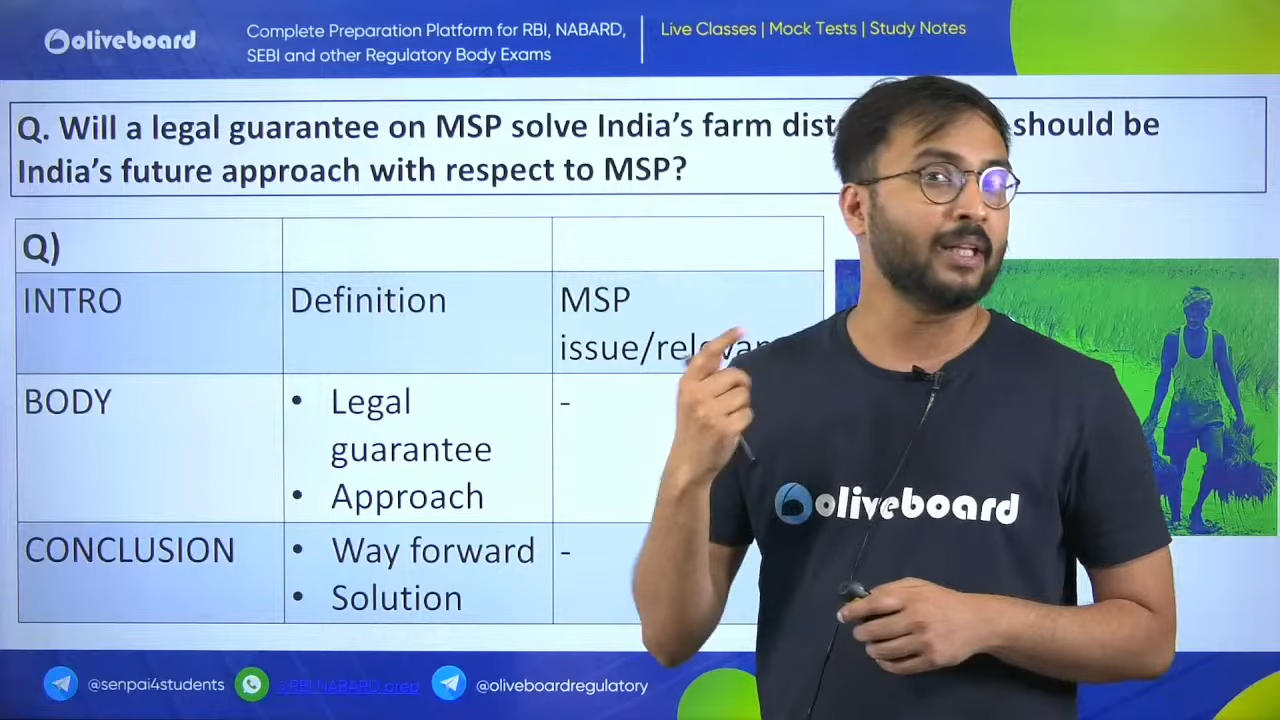 oliveboard
Complete Preparation Platform for RBI, NABARD,
SEBI and other Regulatory Body Exams
Live Classes | Mock Tests | Study Notes
Q. Will a legal guarantee on MSP solve India's farm should be
India's future approach with respect to MSP?
Q)
INTRO
Definition
MSP
issue/
BODY
• Legal
guarantee
• Approach
-
CONCLUSION
• Way forward
• Solution
-
oliveboard
@senpai4students
@oliveboardregulatory